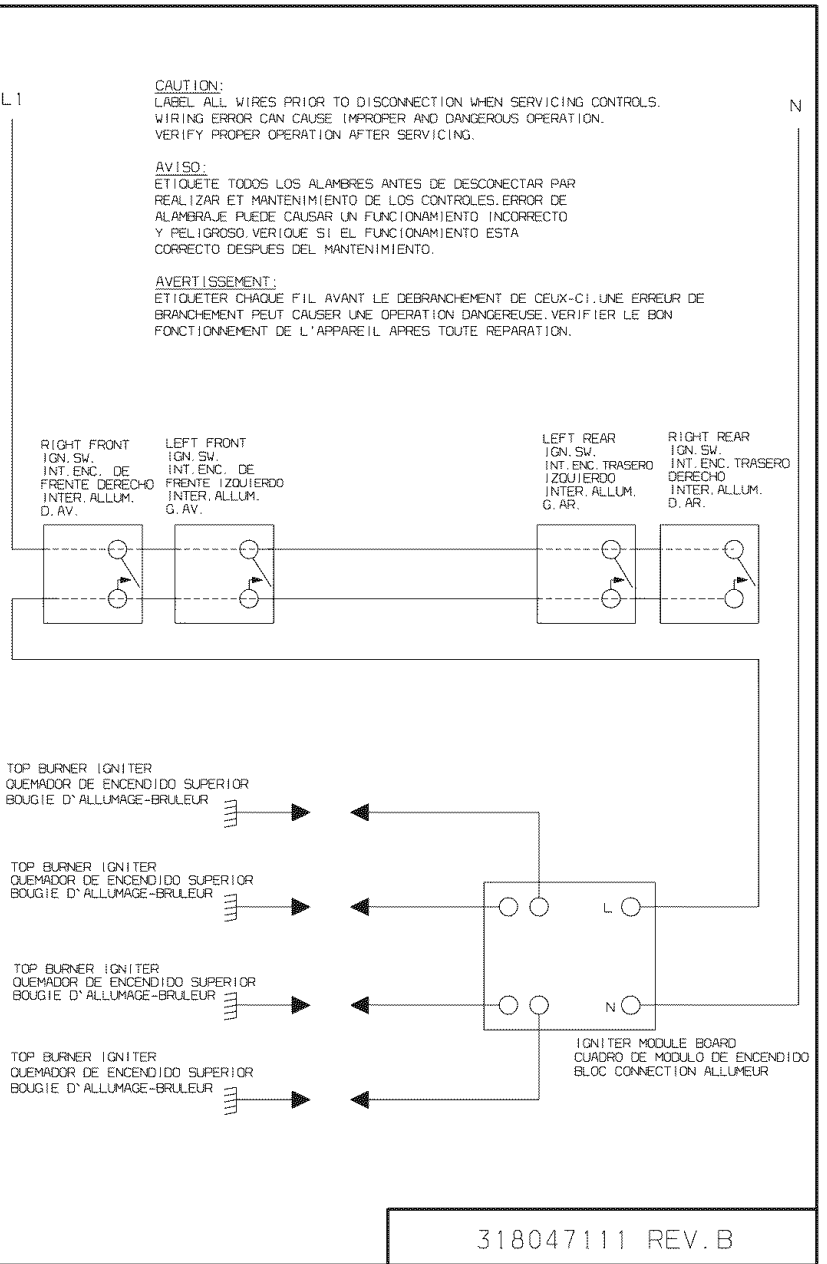 L1
N
CAUTION:
LABEL ALL WIRES PRIOR TO DISCONNECTION WHEN SERVICING CONTROLS.
WIRING ERROR CAN CAUSE IMPROPER AND DANGEROUS OPERATION.
VERIFY PROPER OPERATION AFTER SERVICING.
AVISO:
ETIQUETE TODOS LOS ALAMBRES ANTES DE DESCONECTAR PAR
REALIZAR ET MANTENIMIENTO DE LOS CONTROLES.ERROR DE
ALAMBRAJE PUEDE CAUSAR UN FUNCIONAMIENTO INCORRECTO
Y PELIGROSO.VERIQUE SI EL FUNCIONAMIENTO ESTA
CORRECTO DESPUES DEL MANTENIMIENTO.
AVERTISSEMENT:
ETIQUETER CHAQUE FIL AVANT LE DEBRANCHEMENT DE CEUX-CI.UNE ERREUR DE
BRANCHEMENT PEUT CAUSER UNE OPERATION DANGEREUSE.VERIFIER LE BON
FONCTIONNEMENT DE L'APPAREIL APRES TOUTE REPARATION.
RIGHT FRONT
IGN.SW.
INT.ENC. DE
FRENTE DERECHO
INTER.ALLUM.
D.AV.
LEFT FRONT
IGN.SW.
INT.ENC. DE
FRENTE IZQUIERDO
INTER.ALLUM.
G.AV.
LEFT REAR
IGN.SW.
INT.ENC.TRASERO
IZQUIERDO
INTER.ALLUM.
G.AR.
RIGHT REAR
IGN.SW.
INT.ENC.TRASERO
DERECHO
INTER.ALLUM.
D.AR.
TOP BURNER IGNITER
QUEMADOR DE ENCENDIDO SUPERIOR
BOUGIE D'ALLUMAGE-BRULEUR
TOP BURNER IGNITER
QUEMADOR DE ENCENDIDO SUPERIOR
BOUGIE D'ALLUMAGE-BRULEUR
L
TOP BURNER IGNITER
QUEMADOR DE ENCENDIDO SUPERIOR
BOUGIE D'ALLUMAGE-BRULEUR
N
IGNITER MODULE BOARD
CUADRO DE MODULO DE ENCENDIDO
BLOC CONNECTION ALLUMEUR
TOP BURNER IGNITER
QUEMADOR DE ENCENDIDO SUPERIOR
BOUGIE D'ALLUMAGE-BRULEUR
318047111 REV.B